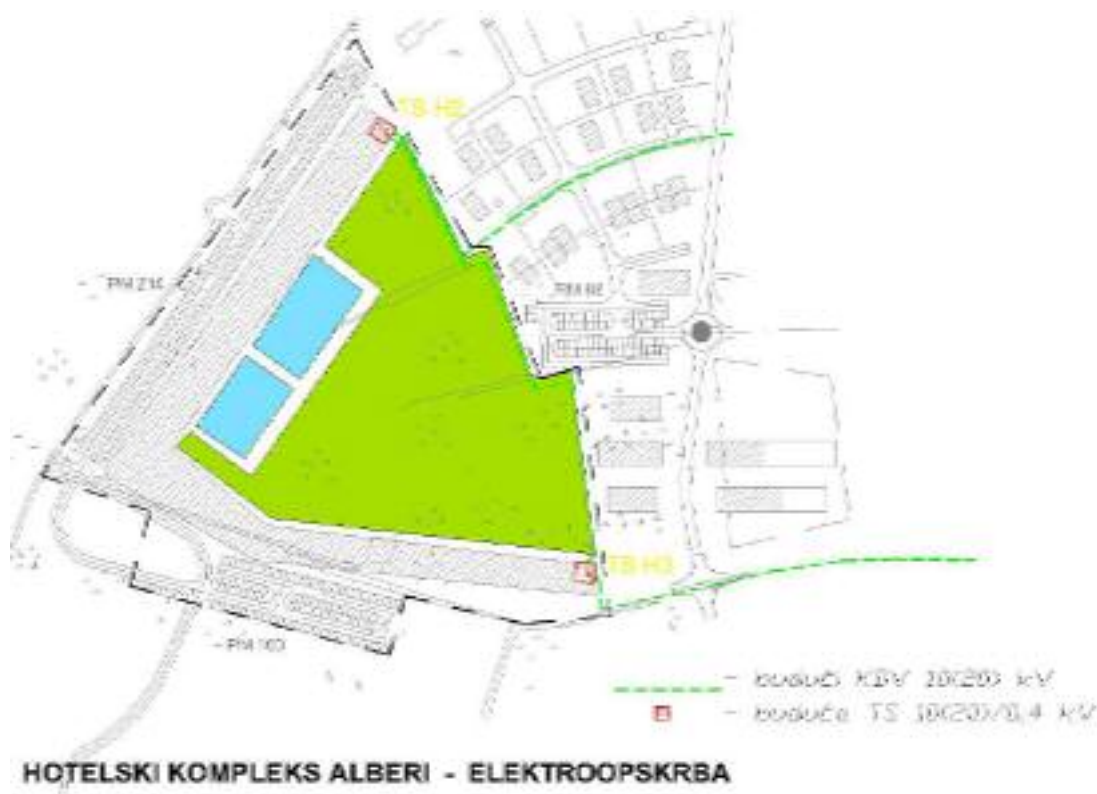 TS H2
TS H3
- budući KBV 10(20) kV
- buduća TS 10(20)/0,4 kV
HOTELSKI KOMPLEKS ALBERI - ELEKTROOPSKRBA